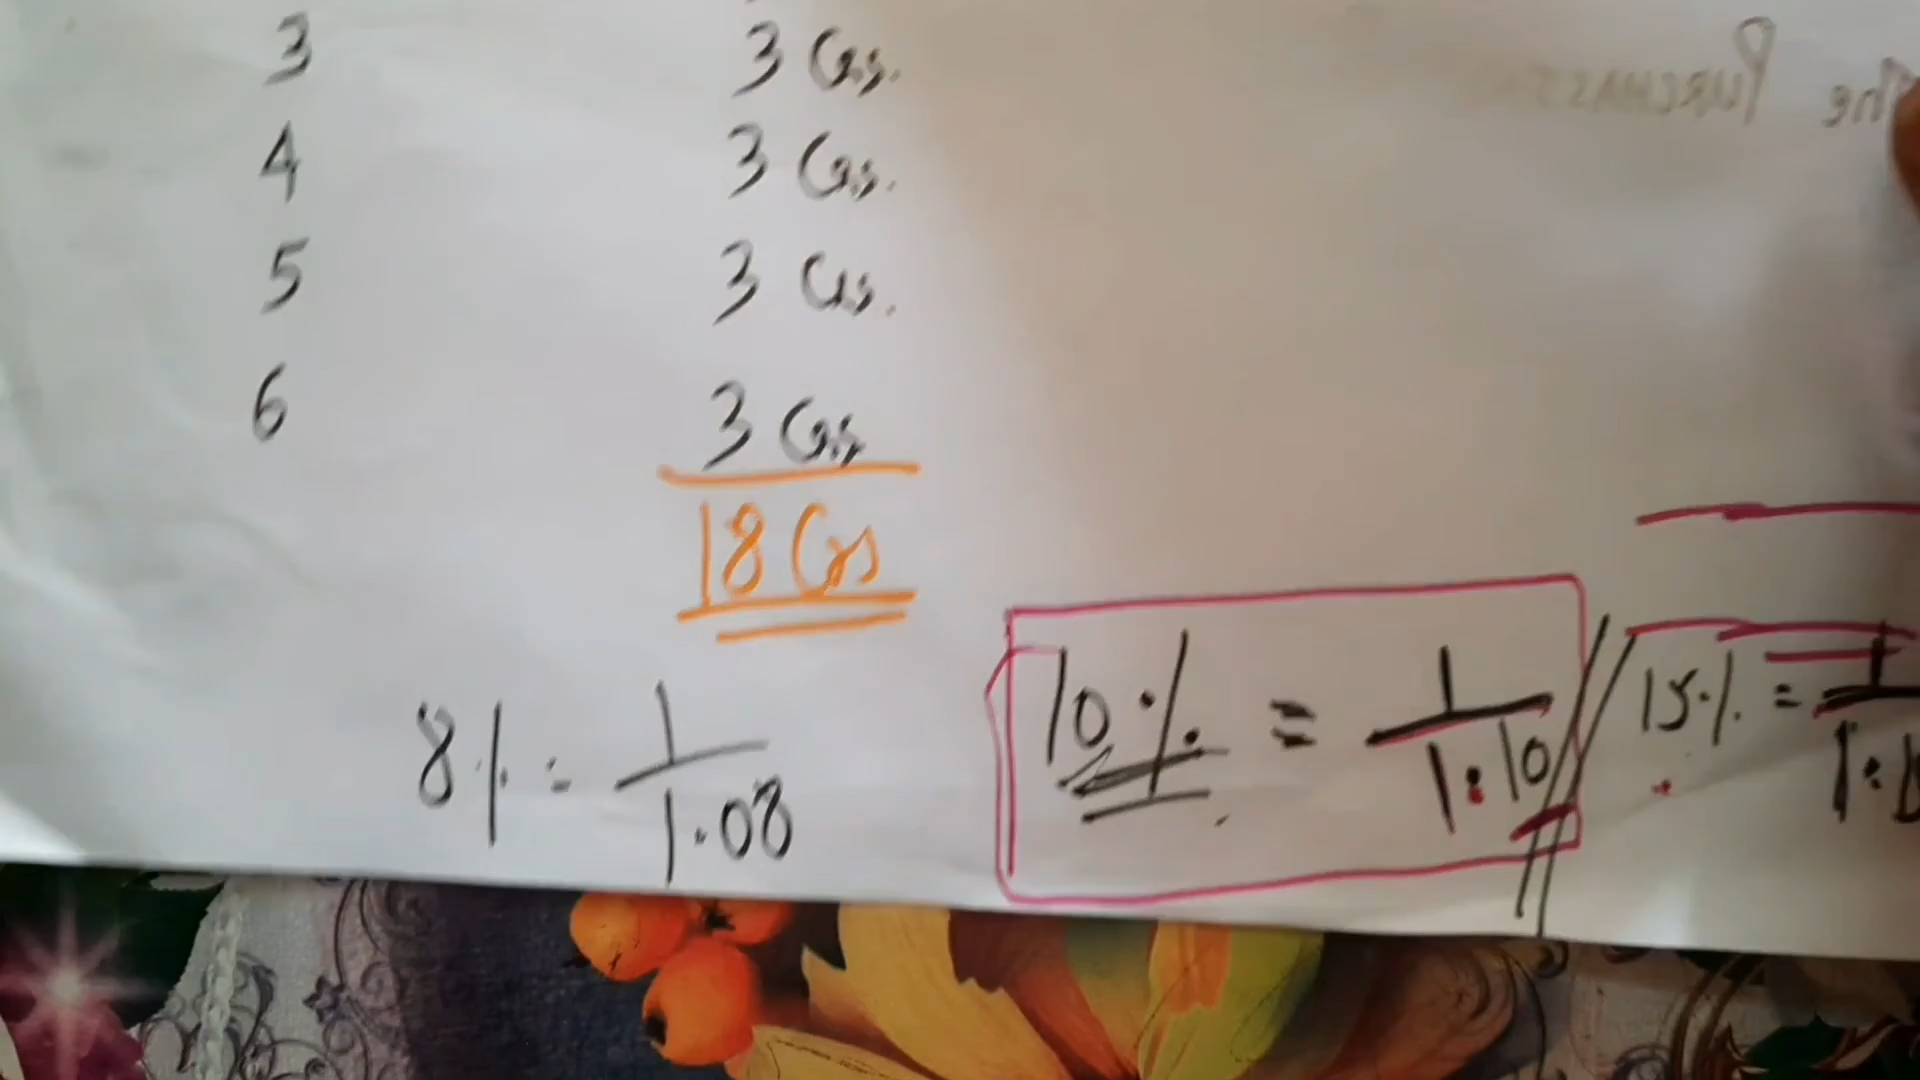 3 3 Crs.
4 3 Crs.
5 3 Crs.
6 3 Crs
18 Crs
8% = 1/1.08
10% = 1/1.10
15% = 1/1.1